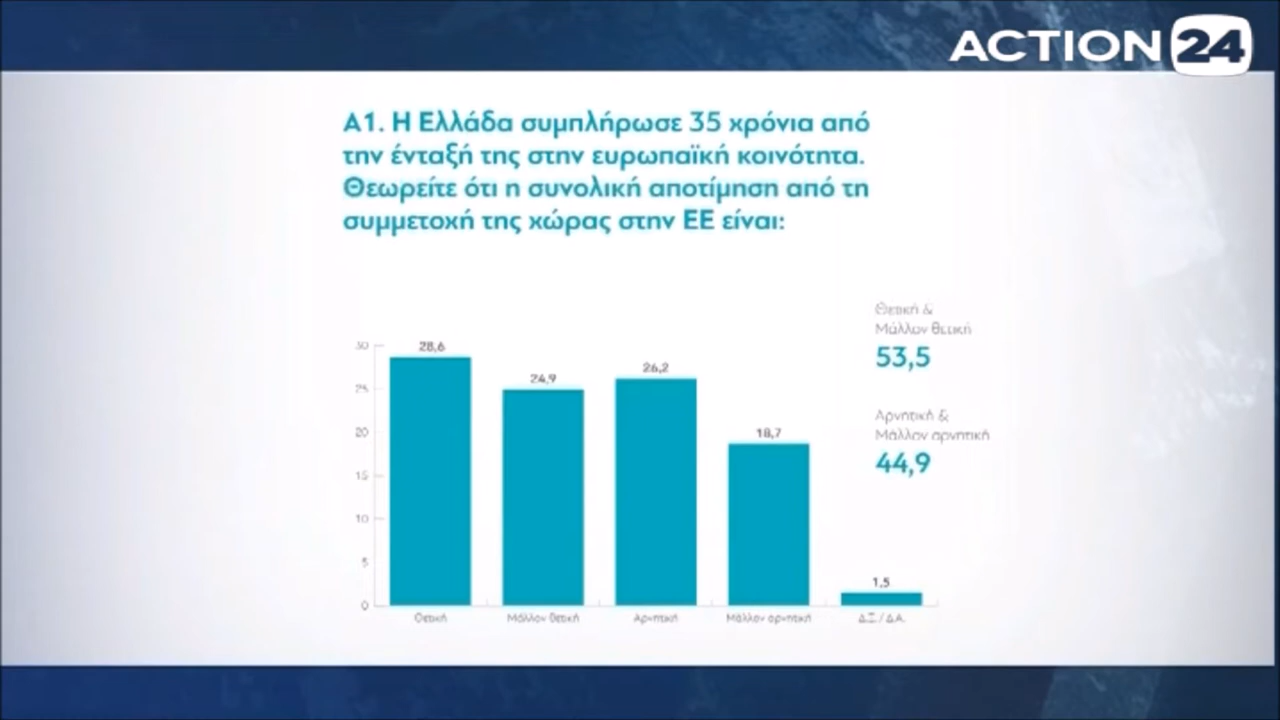 ACTION 24
Α1. Η Ελλάδα συμπλήρωσε 35 χρόνια από
την ένταξή της στην ευρωπαϊκή κοινότητα.
Θεωρείτε ότι η συνολική αποτίμηση από τη
συμμετοχή της χώρας στην ΕΕ είναι:
Θετική &
Μάλλον θετική
53,5
Αρνητική &
Μάλλον αρνητική
44,9
30
25
20
15
10
5
0
28,6
24,9
26,2
18,7
1,5
Θετική
Μάλλον θετική
Αρνητική
Μάλλον αρνητική
Δ.Ξ./Δ.Α.